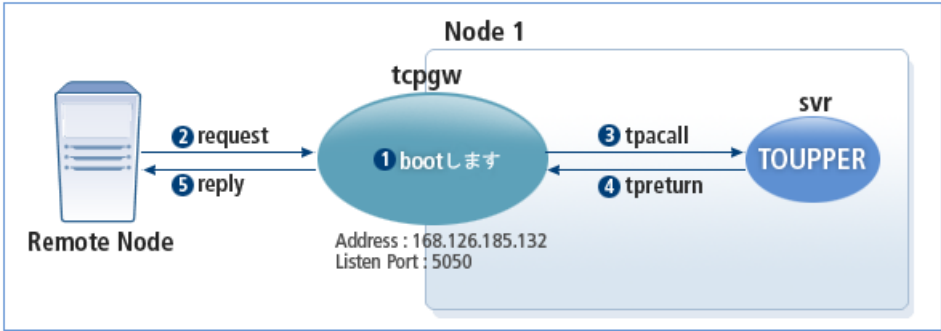 Node 1
tcpgw
svr
❷ request
❶ bootします
❸ tpacall
TOUPPER
❺ reply
❹ tpreturn
Remote Node
Address : 168.126.185.132
Listen Port : 5050